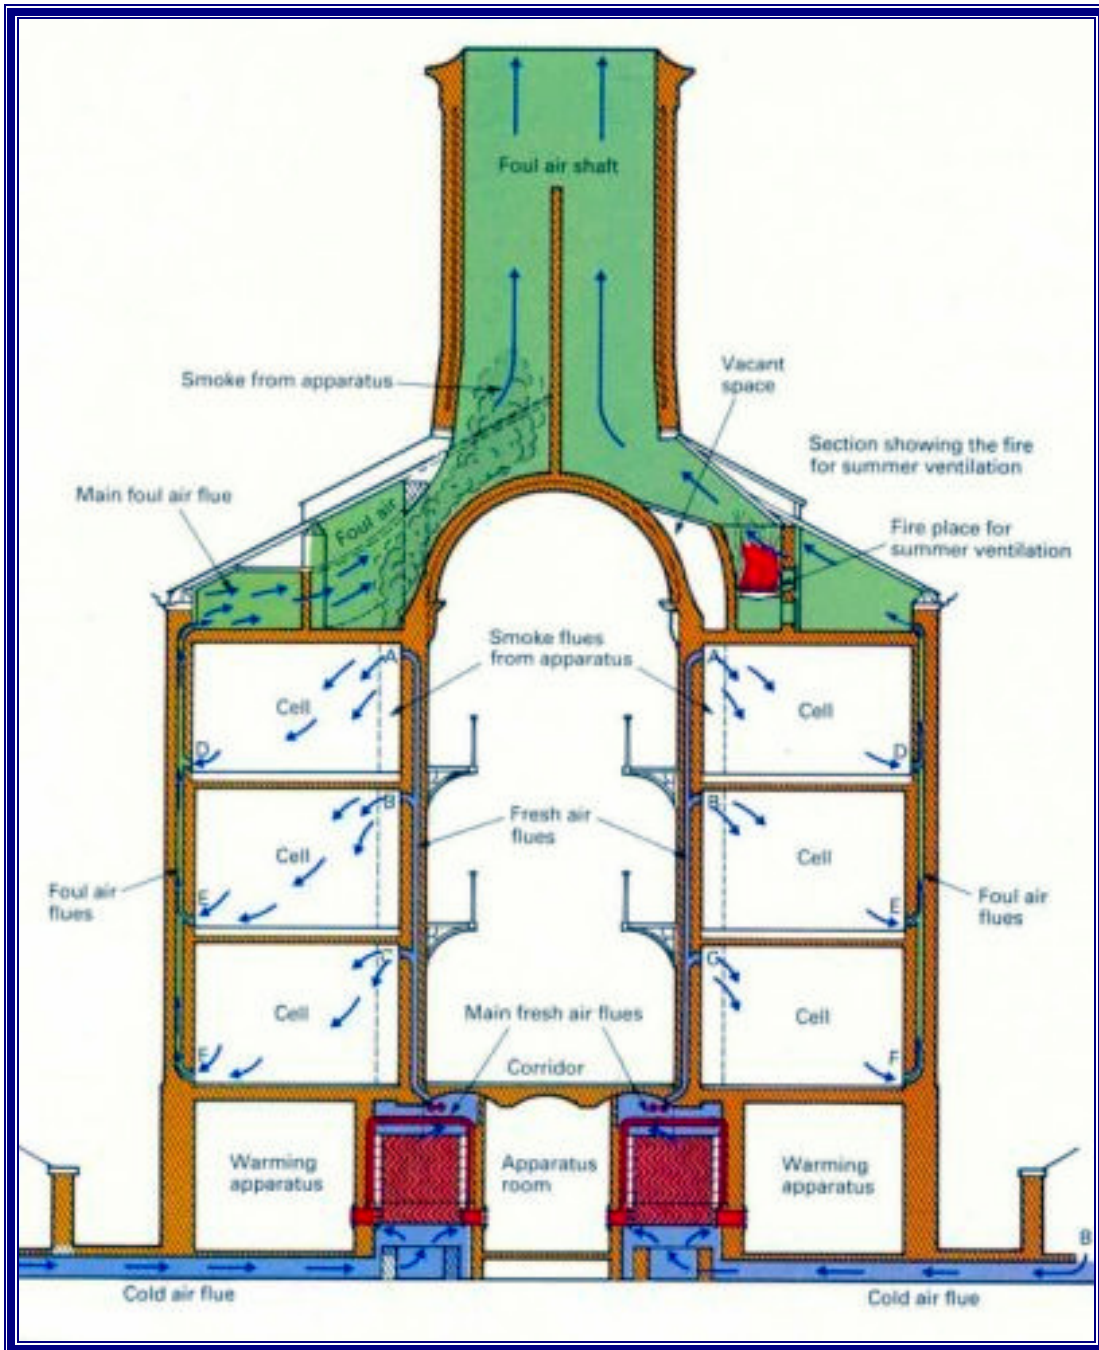 Foul air shaft
Smoke from apparatus
Vacant
space
Section showing the fire
for summer ventilation
Main foul air flue
Foul air
Fire place for
summer ventilation
Smoke flues
from apparatus
A
A
Cell
Cell
D
D
B
B
Fresh air
flues
Cell
Cell
Foul air
flues
E
E
Foul air
flues
C
C
Main fresh air flues
Cell
Cell
F
F
Corridor
Warming
apparatus
Apparatus
room
Warming
apparatus
B
Cold air flue
Cold air flue